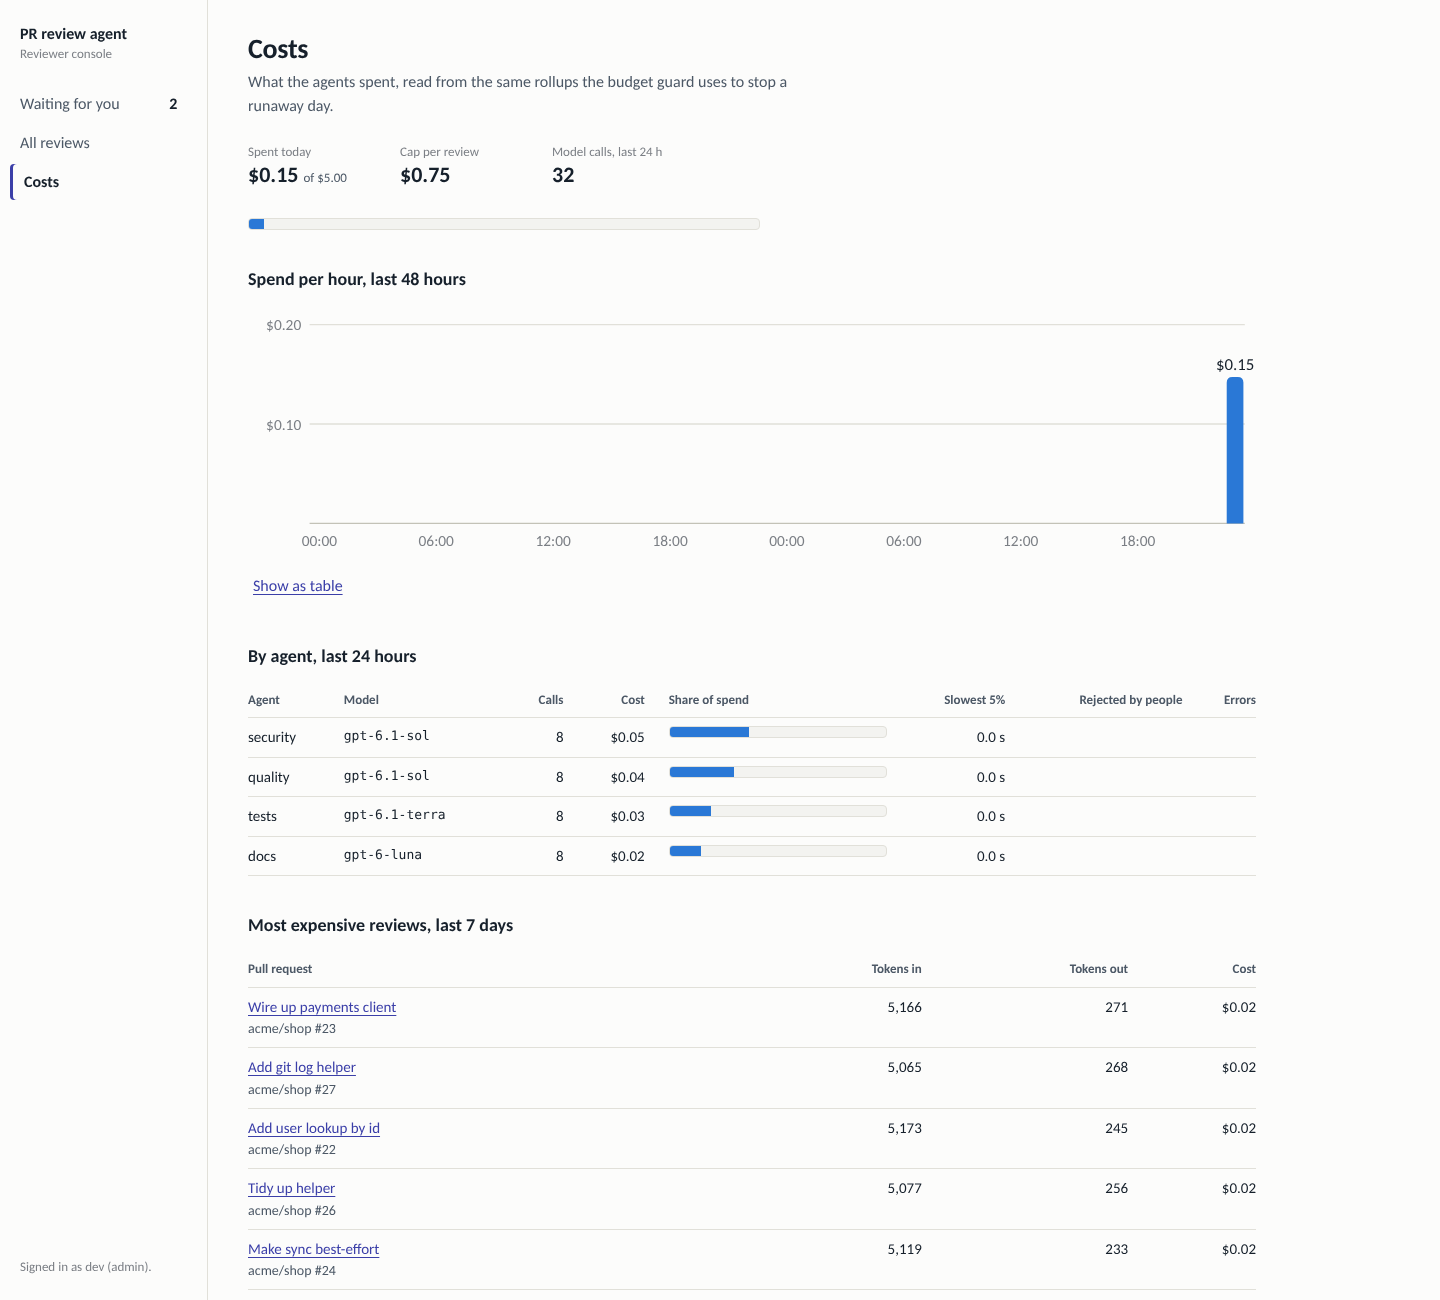 PR review agent
Reviewer console
Waiting for you 2
All reviews
Costs
Signed in as dev (admin).
Costs
What the agents spent, read from the same rollups the budget guard uses to stop a
runaway day.
Spent today Cap per review Model calls, last 24 h
$0.15 of $5.00 $0.75 32
Spend per hour, last 48 hours
$0.20
$0.15
$0.10
00:00 06:00 12:00 18:00 00:00 06:00 12:00 18:00
Show as table
By agent, last 24 hours
Agent Model Calls Cost Share of spend Slowest 5% Rejected by people Errors
security gpt-6.1-sol 8 $0.05 0.0 s
quality gpt-6.1-sol 8 $0.04 0.0 s
tests gpt-6.1-terra 8 $0.03 0.0 s
docs gpt-6-luna 8 $0.02 0.0 s
Most expensive reviews, last 7 days
Pull request Tokens in Tokens out Cost
Wire up payments client 5,166 271 $0.02
acme/shop #23
Add git log helper 5,065 268 $0.02
acme/shop #27
Add user lookup by id 5,173 245 $0.02
acme/shop #22
Tidy up helper 5,077 256 $0.02
acme/shop #26
Make sync best-effort 5,119 233 $0.02
acme/shop #24